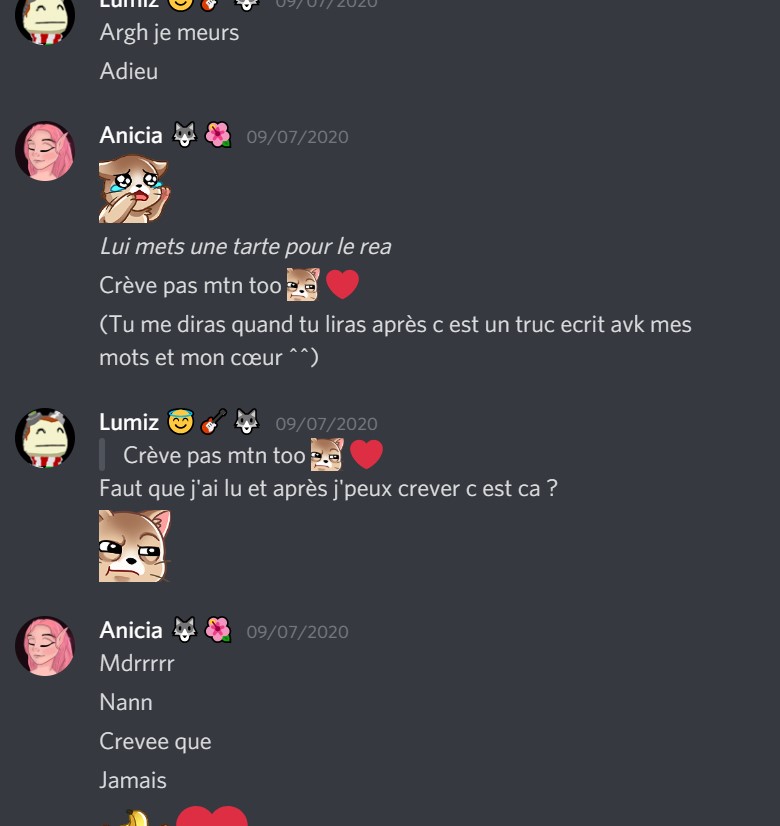 Lumiz 09/07/2020
Argh je meurs
Adieu
Anicia 09/07/2020
Lui mets une tarte pour le rea
Crève pas mtn too
(Tu me diras quand tu liras après c est un truc ecrit avk mes
mots et mon cœur ^^)
Lumiz 09/07/2020
Crève pas mtn too
Faut que j'ai lu et après j'peux crever c est ca ?
Anicia 09/07/2020
Mdrrrrr
Nann
Crevee que
Jamais